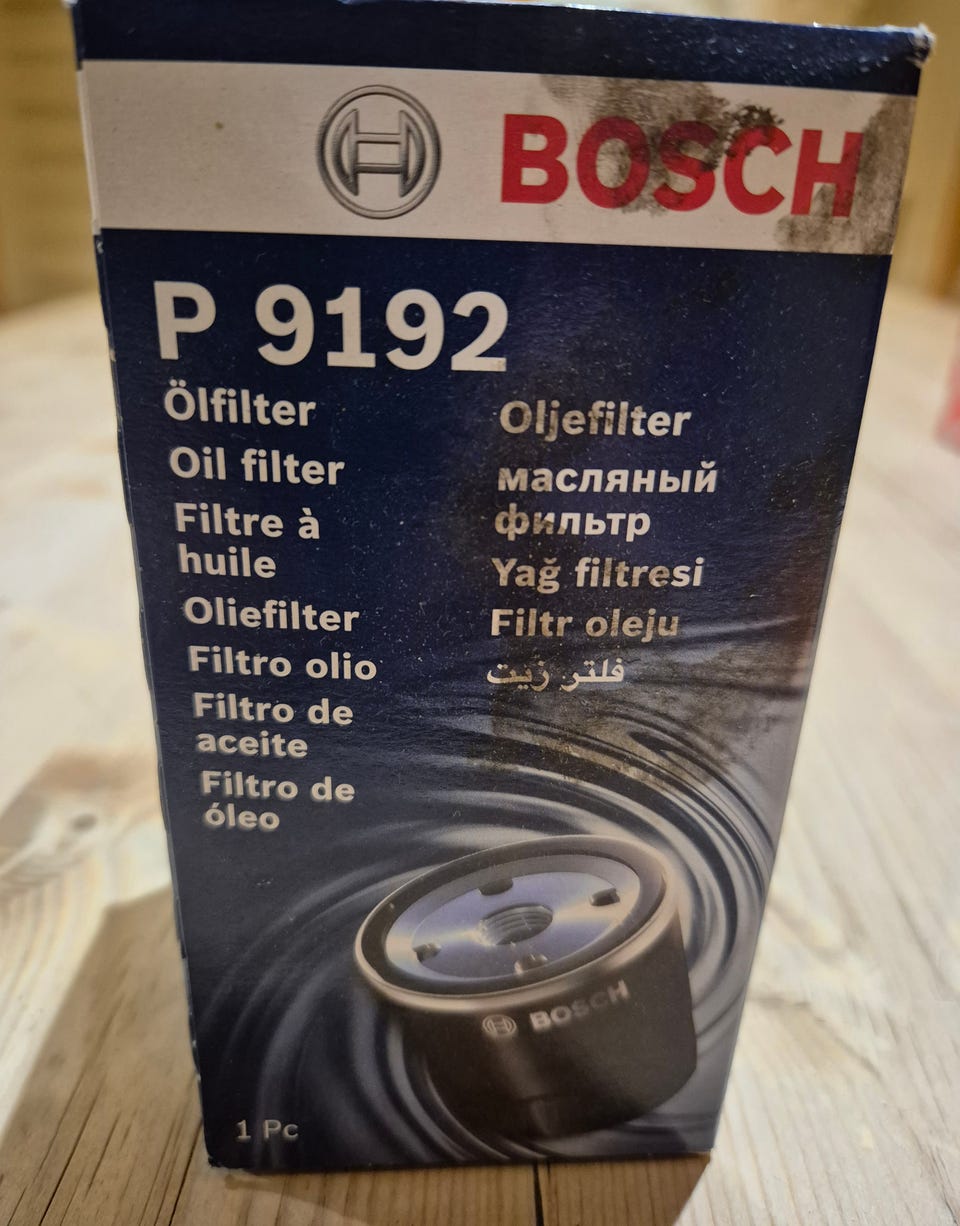 BOSCH
P 9192
Ölfilter
Oil filter
Filtre à
huile
Oliefilter
Filtro olio
Filtro de
aceite
Filtro de
óleo
Oljefilter
масляный
фильтр
Yağ filtresi
Filtr oleju
فلتر زيت
BOSCH
1 Pc